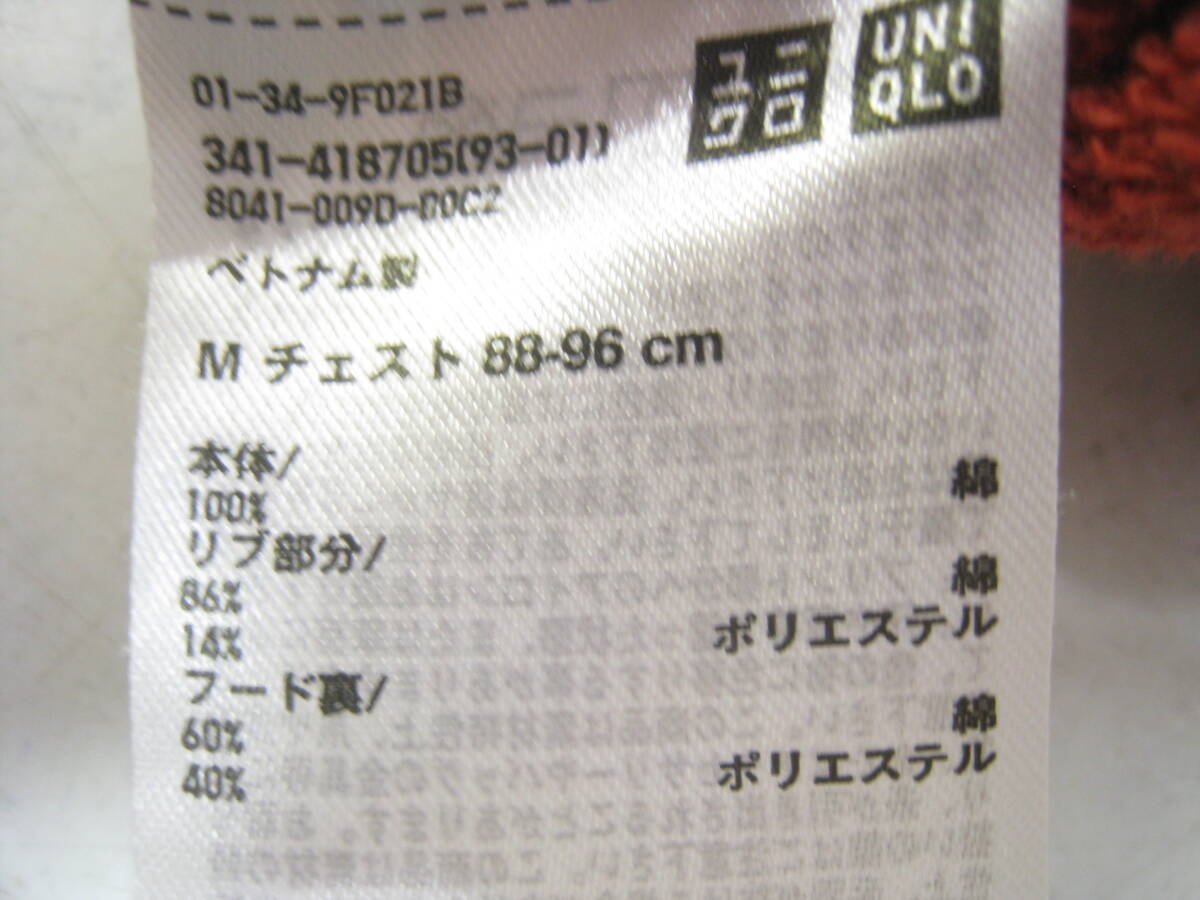 ユニ
クロ
UNI
QLO
01-34-9F021B
341-418705(93-01)
8041-009D-00C2
ベトナム製
M チェスト 88-96 cm
本体/
100% 綿
リブ部分/
86% 綿
14% ポリエステル
フード裏/
60% 綿
40% ポリエステル